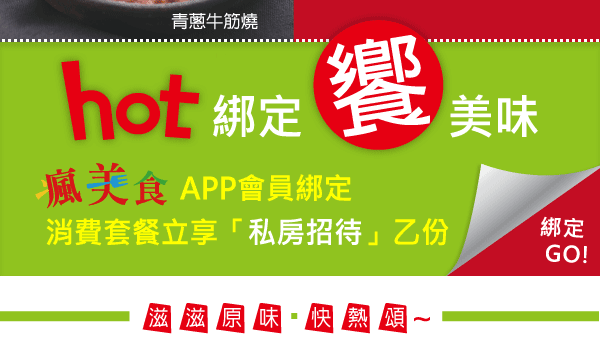 青蔥牛筋燒
hot 綁定 饗 美味
瘋美食 APP會員綁定
消費套餐立享「私房招待」乙份
綁定
GO!
滋滋原味·快熱頌~